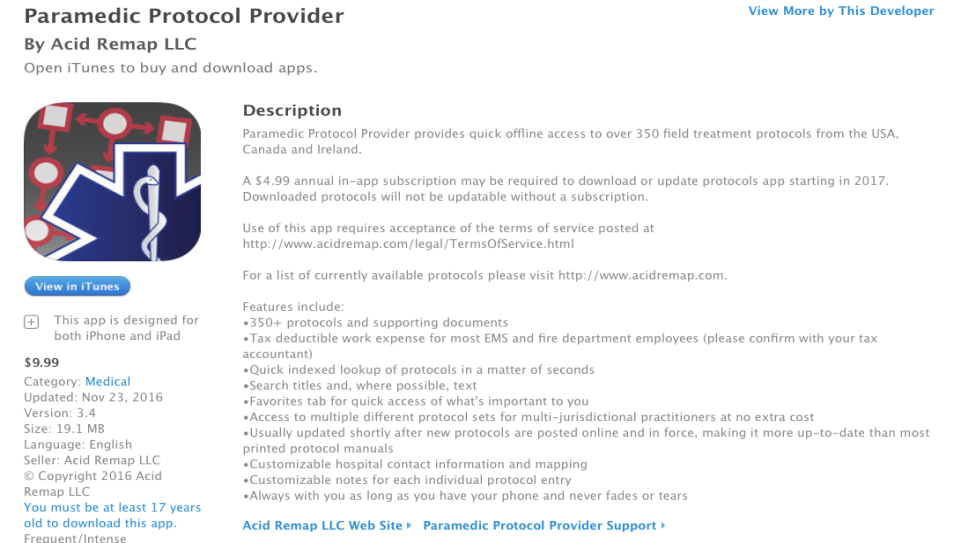 Paramedic Protocol Provider
View More by This Developer
By Acid Remap LLC
Open iTunes to buy and download apps.
View in iTunes
This app is designed for
both iPhone and iPad
$9.99
Category: Medical
Updated: Nov 23, 2016
Version: 3.4
Size: 19.1 MB
Language: English
Seller: Acid Remap LLC
© Copyright 2016 Acid
Remap LLC
You must be at least 17 years
old to download this app.
Frequent/Intense
Description
Paramedic Protocol Provider provides quick offline access to over 350 field treatment protocols from the USA,
Canada and Ireland.
A $4.99 annual in-app subscription may be required to download or update protocols app starting in 2017.
Downloaded protocols will not be updatable without a subscription.
Use of this app requires acceptance of the terms of service posted at
http://www.acidremap.com/legal/TermsOfService.html
For a list of currently available protocols please visit http://www.acidremap.com.
Features include:
•350+ protocols and supporting documents
•Tax deductible work expense for most EMS and fire department employees (please confirm with your tax
accountant)
•Quick indexed lookup of protocols in a matter of seconds
•Search titles and, where possible, text
•Favorites tab for quick access of what's important to you
•Access to multiple different protocol sets for multi-jurisdictional practitioners at no extra cost
•Usually updated shortly after new protocols are posted online and in force, making it more up-to-date than most
printed protocol manuals
•Customizable hospital contact information and mapping
•Customizable notes for each individual protocol entry
•Always with you as long as you have your phone and never fades or tears
Acid Remap LLC Web Site
Paramedic Protocol Provider Support